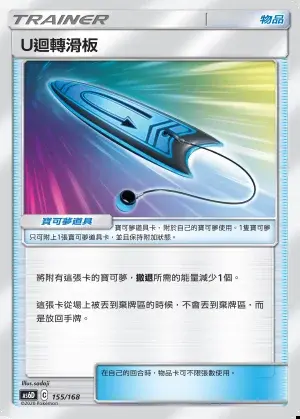 TRAINER 物品
U迴轉滑板
寶可夢道具
寶可夢道具卡，附於自己的寶可夢使用。1隻寶可夢
只可附上1張寶可夢道具卡，並且保持附加狀態。
將附有這張卡的寶可夢，撤退所需的能量減少1個。
這張卡從場上被丟到棄牌區的時候，不會丟到棄牌區，而
是放回手牌。
在自己的回合時，物品卡可不限張數使用。
Illus. sadaji
C 155/168